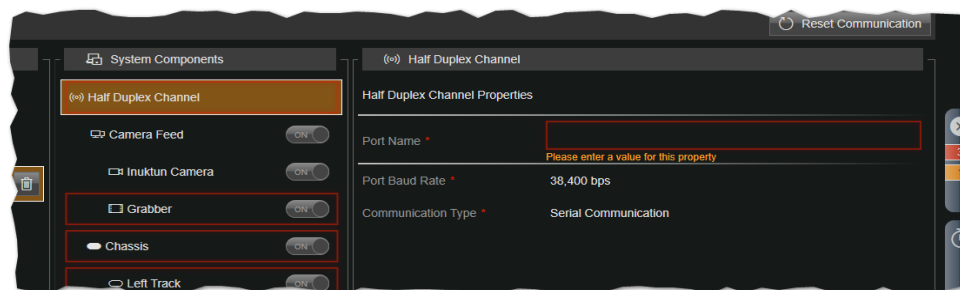 Reset Communication
System Components
Half Duplex Channel
Camera Feed ON
Inuktun Camera ON
Grabber ON
Chassis ON
Left Track ON
Half Duplex Channel
Half Duplex Channel Properties
Port Name *
Please enter a value for this property
Port Baud Rate * 38,400 bps
Communication Type * Serial Communication